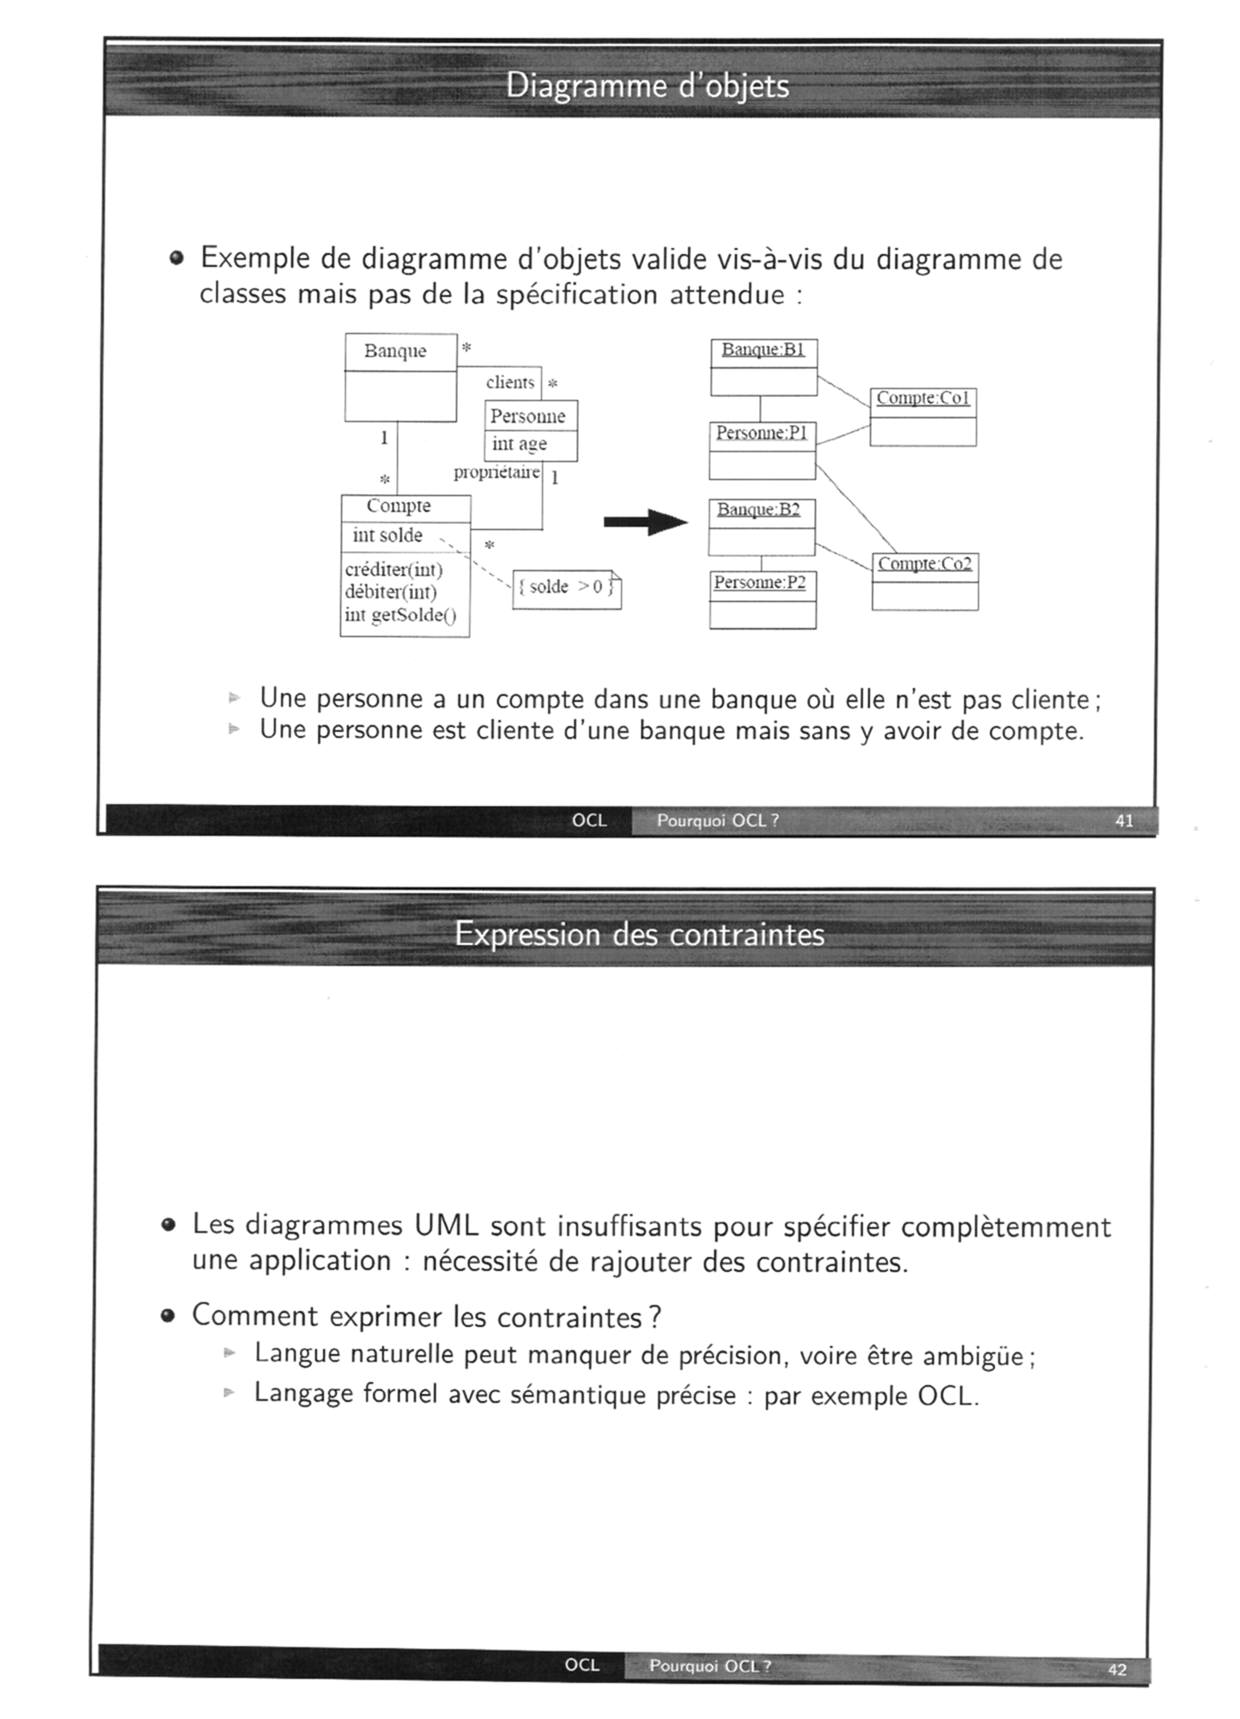 Diagramme d'objets
Exemple de diagramme d'objets valide vis-à-vis du diagramme de
classes mais pas de la spécification attendue :
Banque
*
clients *
Personne
int age
1
propriétaire 1
*
Compte
int solde
*
créditer(int)
débiter(int)
int getSolde()
{ solde > 0 }
Banque:B1
Compte:Co1
Personne:P1
Banque:B2
Compte:Co2
Personne:P2
Une personne a un compte dans une banque où elle n'est pas cliente ;
Une personne est cliente d'une banque mais sans y avoir de compte.
OCL Pourquoi OCL ? 41
Expression des contraintes
Les diagrammes UML sont insuffisants pour spécifier complètemment
une application : nécessité de rajouter des contraintes.
Comment exprimer les contraintes ?
Langue naturelle peut manquer de précision, voire être ambigüe ;
Langage formel avec sémantique précise : par exemple OCL.
OCL Pourquoi OCL ? 42